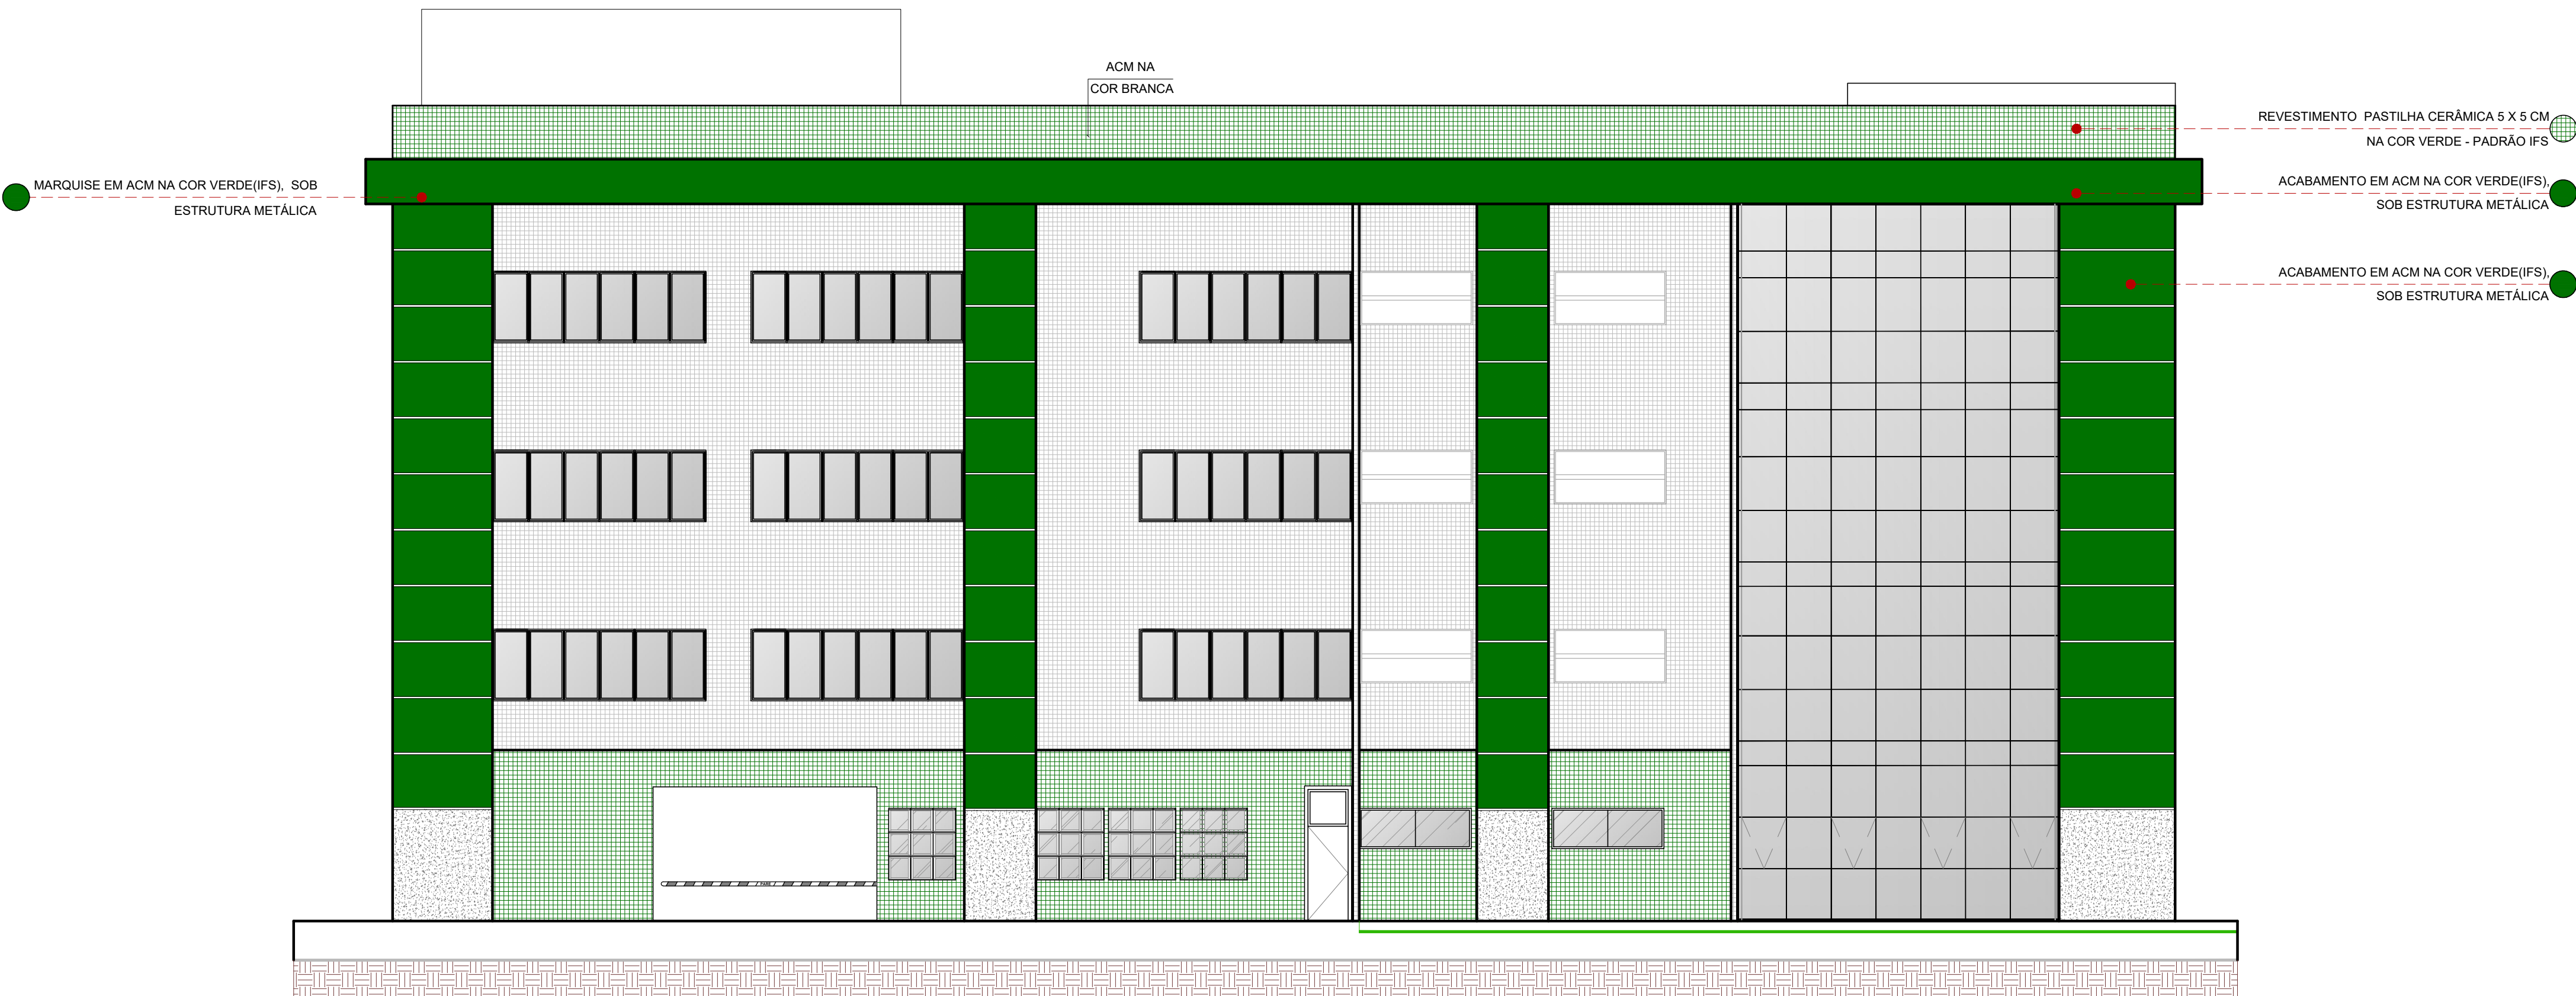 ACM NA
COR BRANCA
REVESTIMENTO PASTILHA CERÂMICA 5 X 5 CM
NA COR VERDE - PADRÃO IFS
MARQUISE EM ACM NA COR VERDE(IFS), SOB
ESTRUTURA METÁLICA
ACABAMENTO EM ACM NA COR VERDE(IFS),
SOB ESTRUTURA METÁLICA
ACABAMENTO EM ACM NA COR VERDE(IFS),
SOB ESTRUTURA METÁLICA
PARE